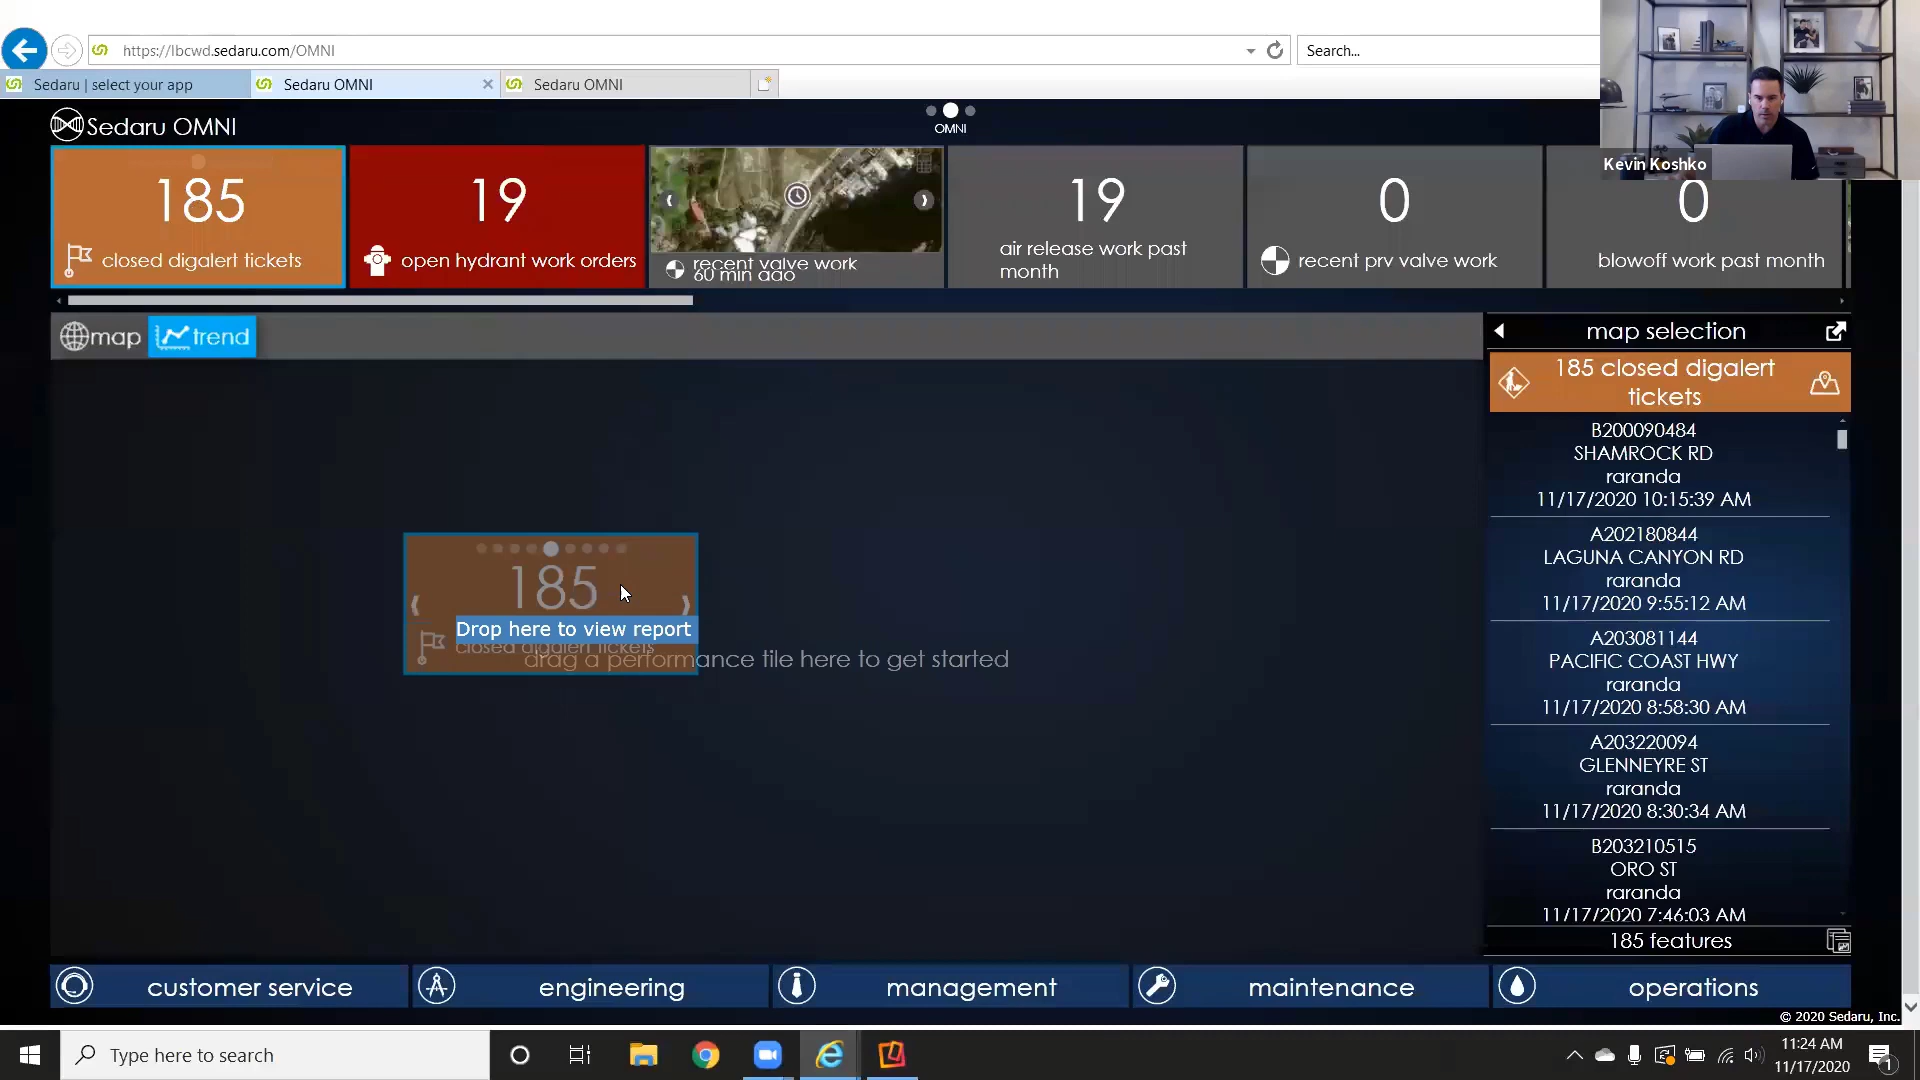 https://lbcwd.sedaru.com/OMNI
Search...
Sedaru | select your app
Sedaru OMNI
Sedaru OMNI
Sedaru OMNI
OMNI
Kevin Koshko
185
closed digalert tickets
19
open hydrant work orders
recent valve work
60 min ago
19
air release work past
month
0
recent prv valve work
0
blowoff work past month
map
trend
map selection
185 closed digalert
tickets
B200090484
SHAMROCK RD
raranda
11/17/2020 10:15:39 AM
A202180844
LAGUNA CANYON RD
raranda
11/17/2020 9:55:12 AM
A203081144
PACIFIC COAST HWY
raranda
11/17/2020 8:58:30 AM
A203220094
GLENNEYRE ST
raranda
11/17/2020 8:30:34 AM
B203210515
ORO ST
raranda
11/17/2020 7:46:03 AM
185 features
185
Drop here to view report
closed digalert tickets
drag a performance tile here to get started
customer service
engineering
management
maintenance
operations
© 2020 Sedaru, Inc.
Type here to search
11:24 AM
11/17/2020
1